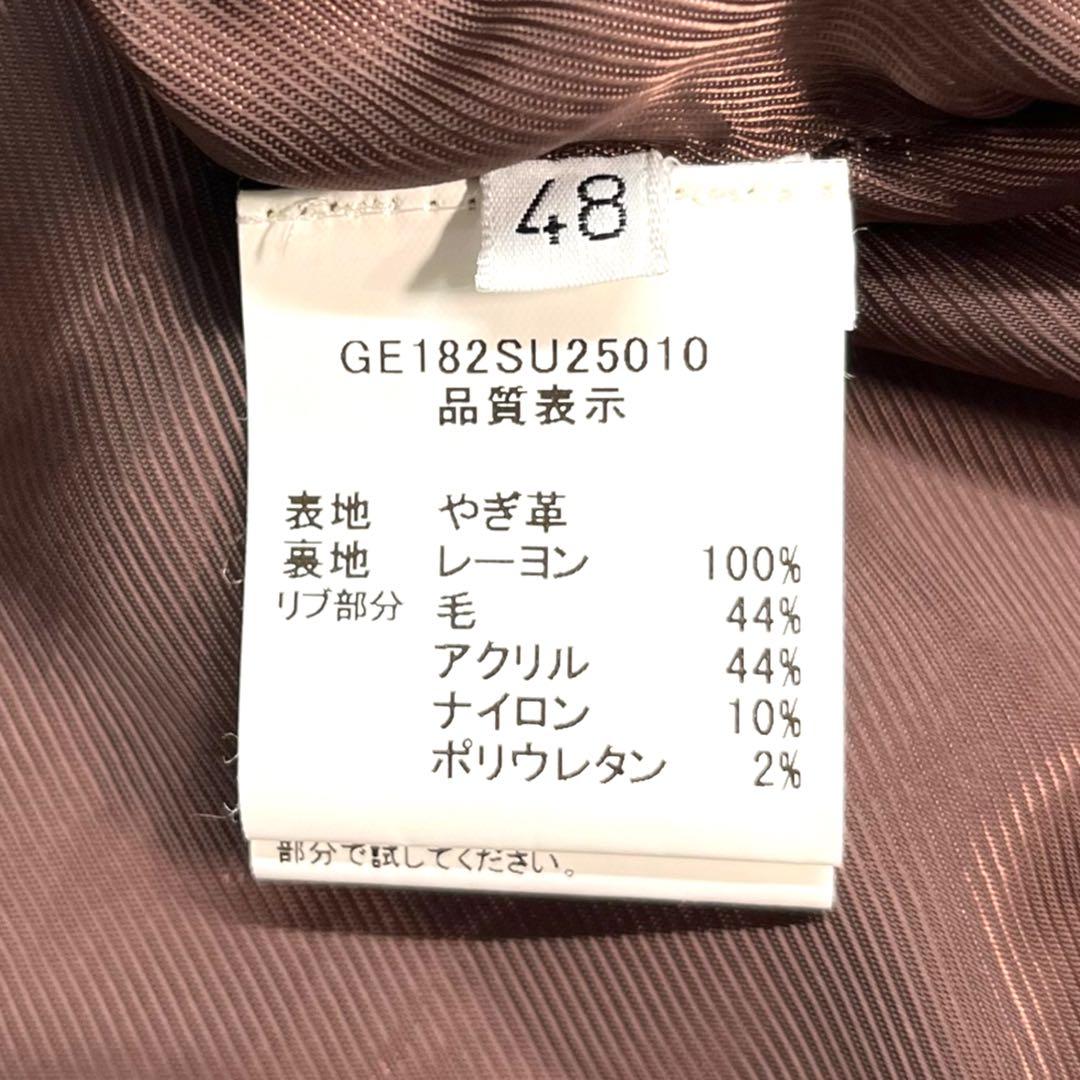 48
GE182SU25010
品質表示
表地 やぎ革
裏地 レーヨン 100%
リブ部分 毛 44%
アクリル 44%
ナイロン 10%
ポリウレタン 2%
部分で試してください。